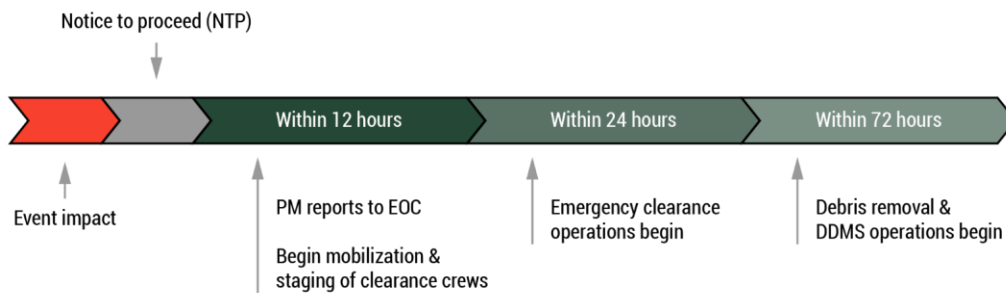 Notice to proceed (NTP)
Within 12 hours
Within 24 hours
Within 72 hours
Event impact
PM reports to EOC
Begin mobilization &
staging of clearance crews
Emergency clearance
operations begin
Debris removal &
DDMS operations begin